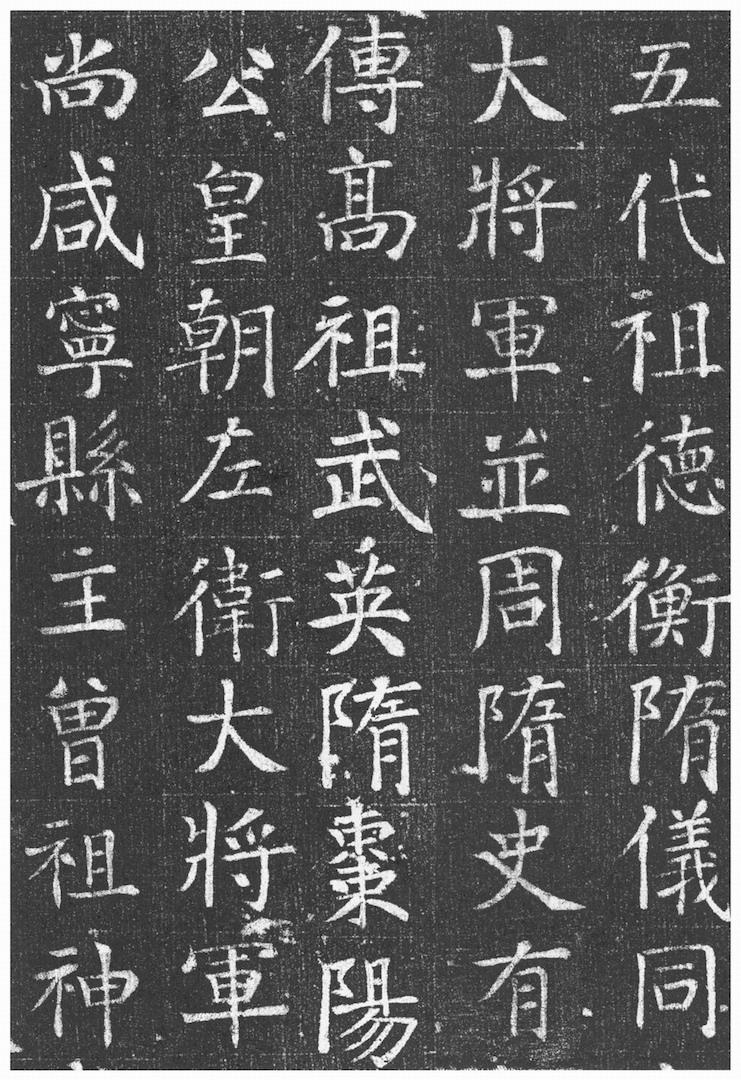 五代祖德衡隋儀同
大將軍並周隋史有
傳高祖武英隋棗陽
公皇朝左衛大將軍
尚咸寧縣主曾祖神